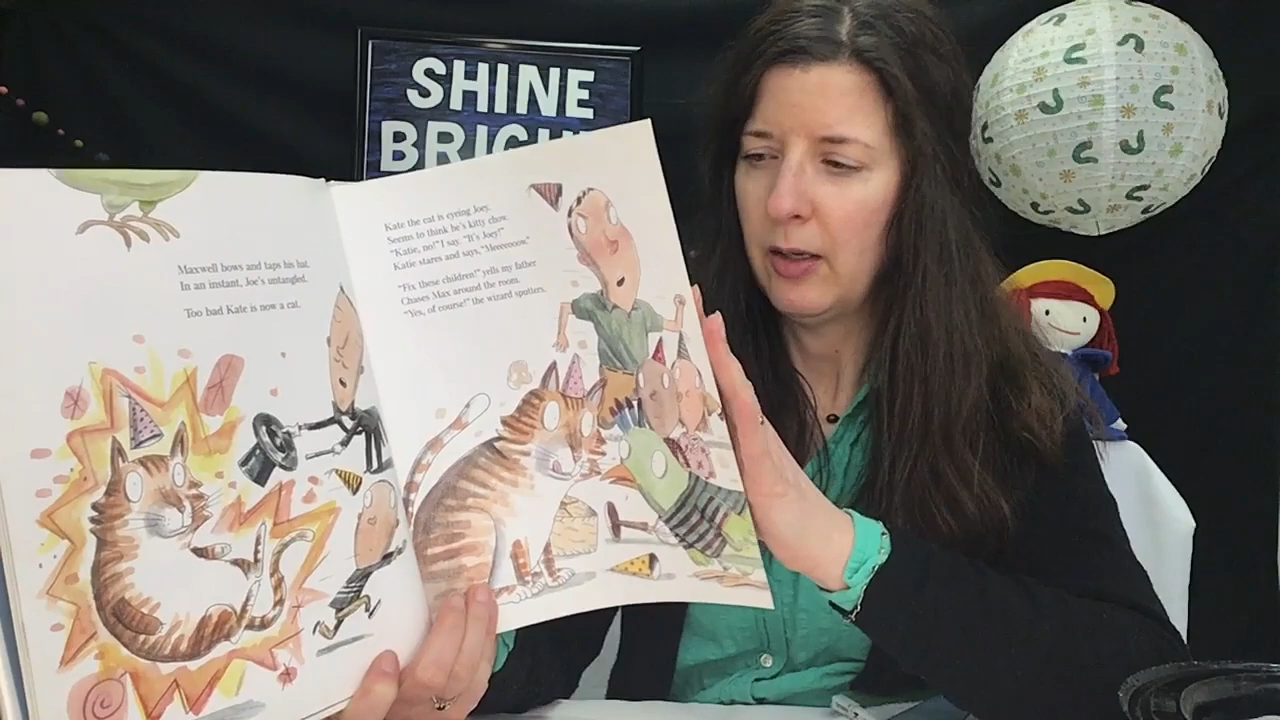 SHINE
BRIGH
Maxwell bows and taps his hat.
In an instant, Joe's untangled.
Too bad Kate is now a cat.
Kate the cat is eyeing Joey.
Seems to think he's kitty chow.
"Katie, no!" I say. "It's Joey!"
Katie stares and says, "Meeeeooow."
"Fix these children!" yells my father
Chases Max around the room.
"Yes, of course!" the wizard sputters,